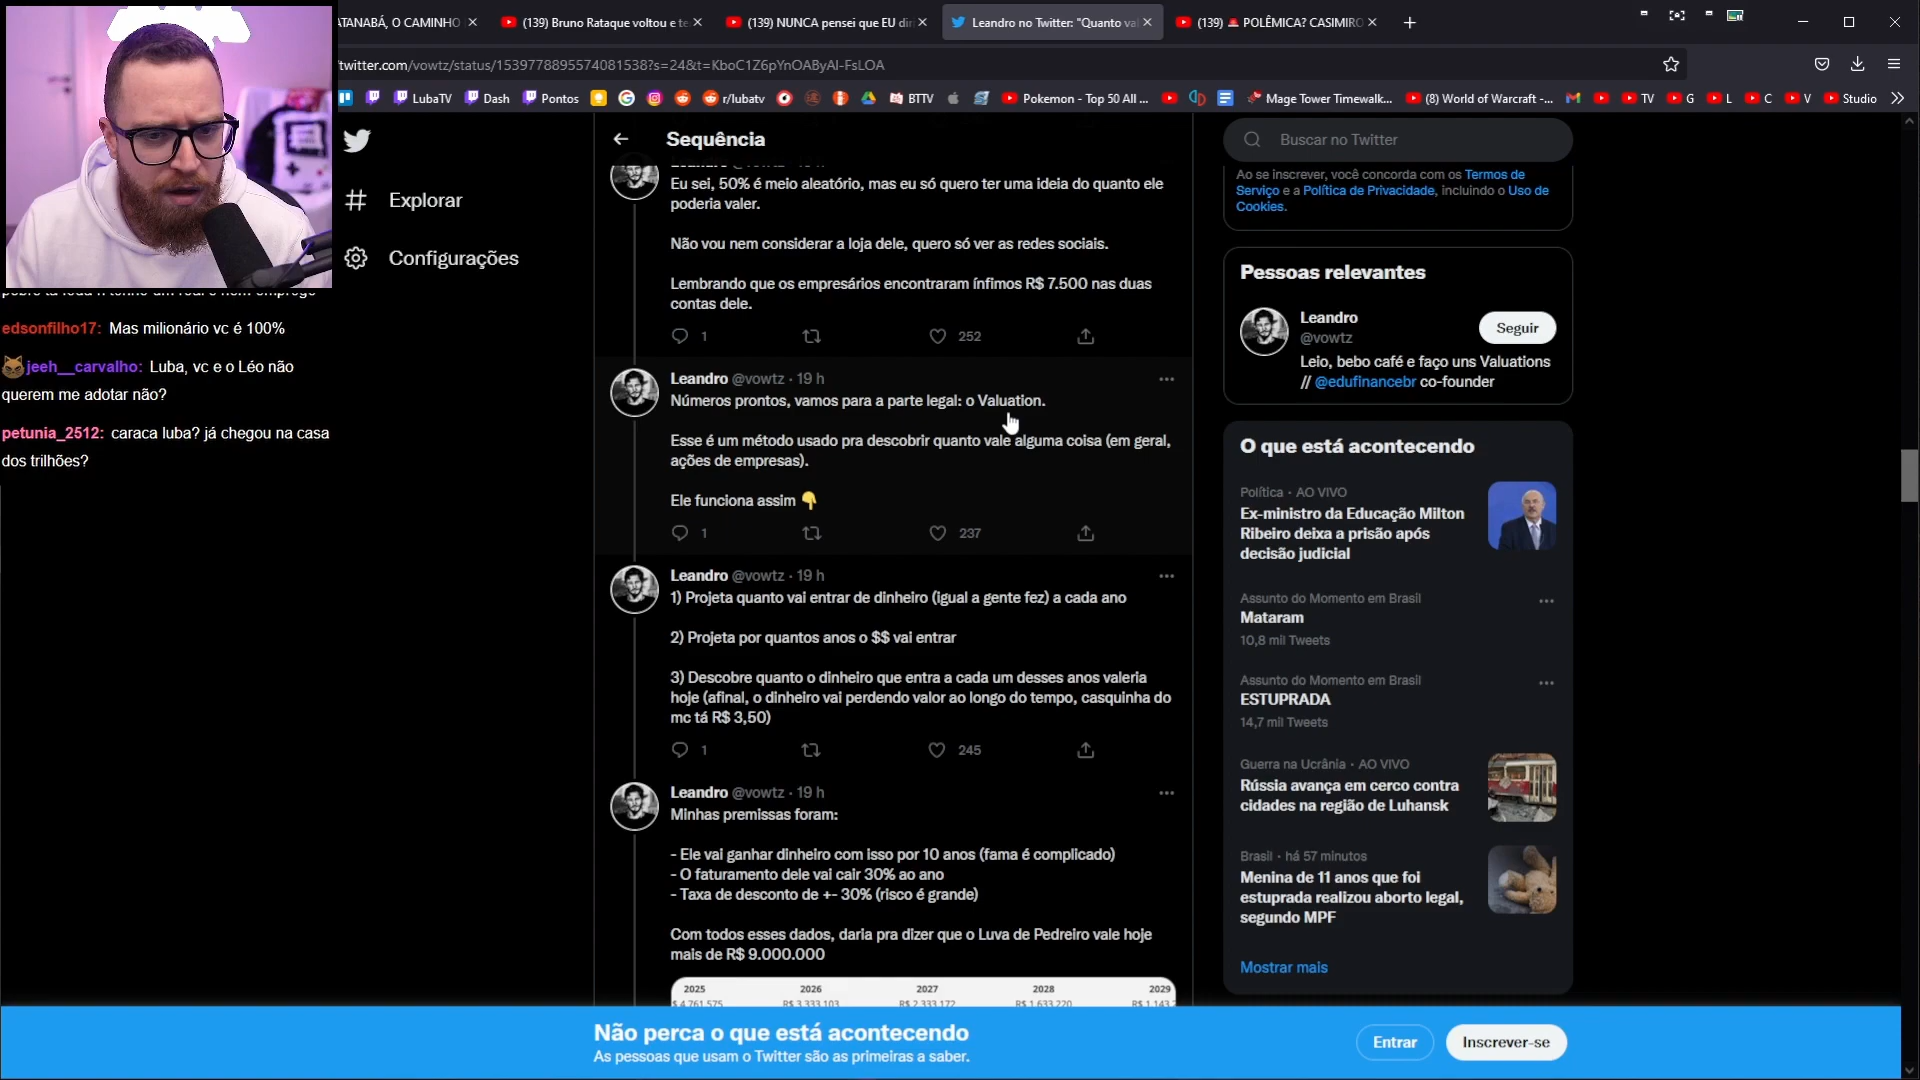 ATANABÁ, O CAMINHO
(139) Bruno Rataque voltou e te
(139) NUNCA pensei que EU di
Leandro no Twitter: "Quanto va
(139) 🚨 POLÊMICA? CASIMIRO
twitter.com/vowtz/status/1539778895574081538?s=24&t=KboC1Z6pYnOAByAI-FsLOA
LubaTV
Dash
Pontos
r/lubatv
BTTV
Pokemon - Top 50 All ...
Mage Tower Timewalk...
(8) World of Warcraft -...
TV
G
L
C
V
Studio
Explorar
Configurações
edsonfilho17: Mas milionário vc é 100%
jeeh__carvalho: Luba, vc e o Léo não
querem me adotar não?
petunia_2512: caraca luba? já chegou na casa
dos trilhões?
Sequência
Eu sei, 50% é meio aleatório, mas eu só quero ter uma ideia do quanto ele
poderia valer.
Não vou nem considerar a loja dele, quero só ver as redes sociais.
Lembrando que os empresários encontraram ínfimos R$ 7.500 nas duas
contas dele.
1
252
Leandro @vowtz · 19 h
Números prontos, vamos para a parte legal: o Valuation.
Esse é um método usado pra descobrir quanto vale alguma coisa (em geral,
ações de empresas).
Ele funciona assim 👇
1
237
Leandro @vowtz · 19 h
1) Projeta quanto vai entrar de dinheiro (igual a gente fez) a cada ano
2) Projeta por quantos anos o $$ vai entrar
3) Descobre quanto o dinheiro que entra a cada um desses anos valeria
hoje (afinal, o dinheiro vai perdendo valor ao longo do tempo, casquinha do
mc tá R$ 3,50)
1
245
Leandro @vowtz · 19 h
Minhas premissas foram:
- Ele vai ganhar dinheiro com isso por 10 anos (fama é complicado)
- O faturamento dele vai cair 30% ao ano
- Taxa de desconto de +- 30% (risco é grande)
Com todos esses dados, daria pra dizer que o Luva de Pedreiro vale hoje
mais de R$ 9.000.000
2025 2026 2027 2028 2029
$ 4.761.575 R$ 3.333.103 R$ 2.333.172 R$ 1.633.220 R$ 1.143.
Buscar no Twitter
Ao se inscrever, você concorda com os Termos de
Serviço e a Política de Privacidade, incluindo o Uso de
Cookies.
Pessoas relevantes
Leandro
@vowtz
Seguir
Leio, bebo café e faço uns Valuations
// @edufinancebr co-founder
O que está acontecendo
Política · AO VIVO
Ex-ministro da Educação Milton
Ribeiro deixa a prisão após
decisão judicial
Assunto do Momento em Brasil
Mataram
10,8 mil Tweets
Assunto do Momento em Brasil
ESTUPRADA
14,7 mil Tweets
Guerra na Ucrânia · AO VIVO
Rússia avança em cerco contra
cidades na região de Luhansk
Brasil · há 57 minutos
Menina de 11 anos que foi
estuprada realizou aborto legal,
segundo MPF
Mostrar mais
Não perca o que está acontecendo
As pessoas que usam o Twitter são as primeiras a saber.
Entrar
Inscrever-se